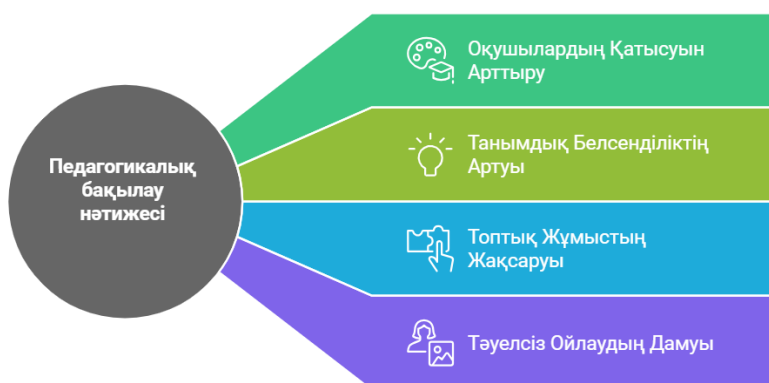 Педагогикалық
бақылау
нәтижесі
Оқушылардың Қатысуын
Арттыру
Танымдық Белсенділіктің
Артуы
Топтық Жұмыстың
Жақсаруы
Тәуелсіз Ойлаудың Дамуы